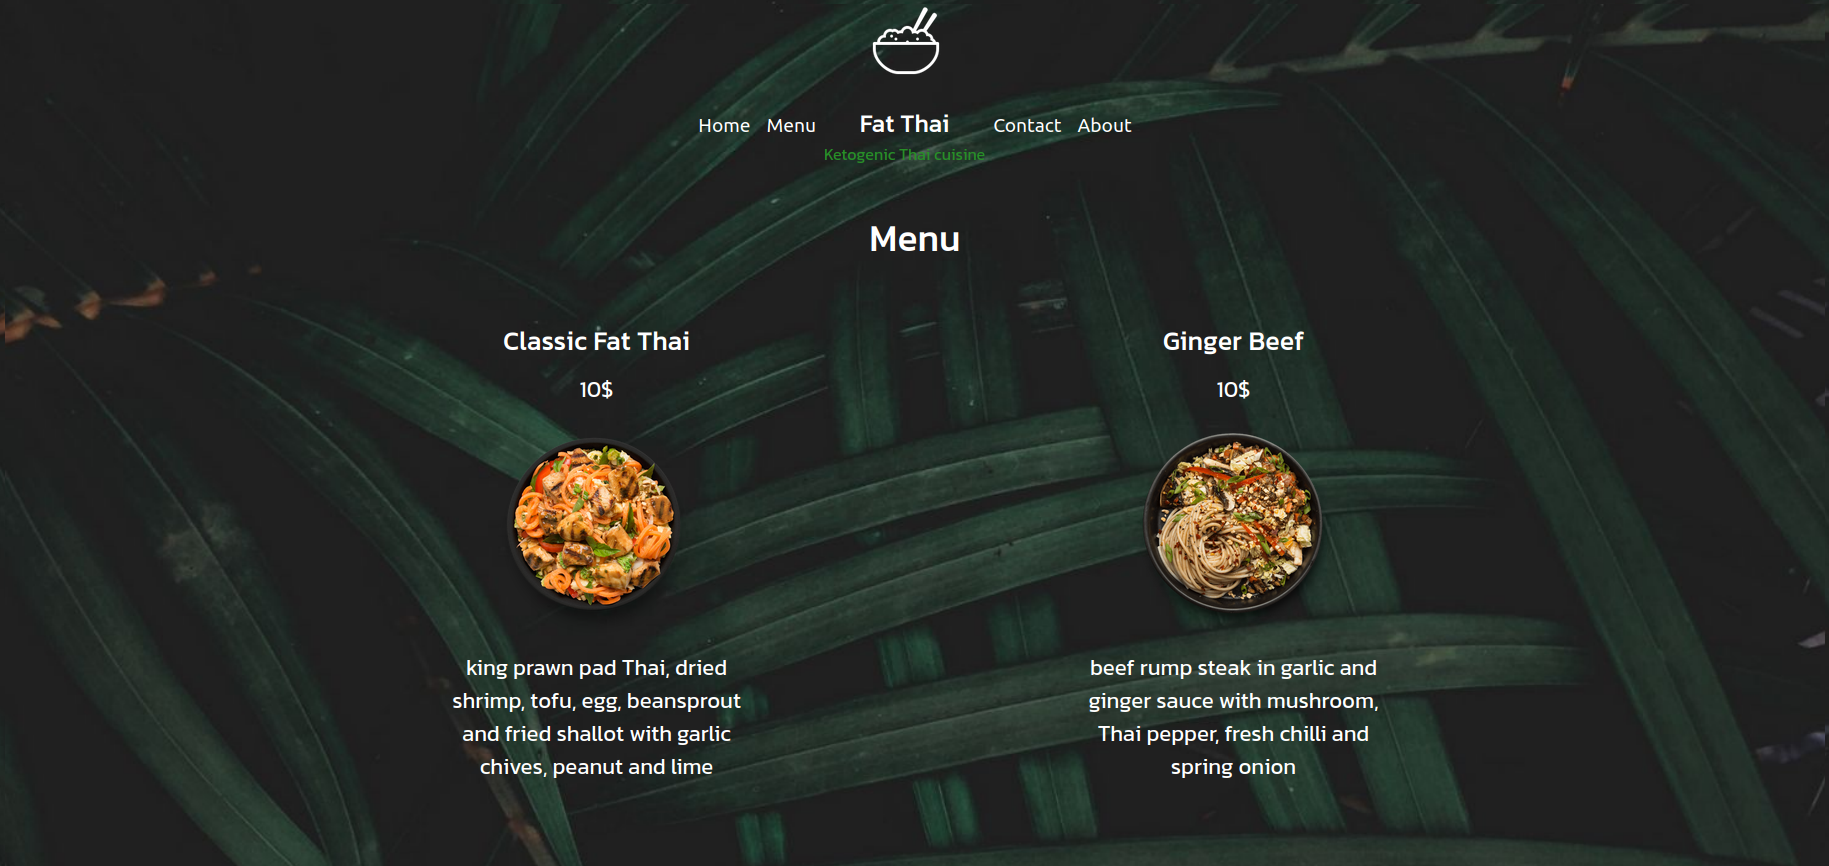 Home Menu Fat Thai Contact About
Ketogenic Thai cuisine
Menu
Classic Fat Thai
10$
king prawn pad Thai, dried
shrimp, tofu, egg, beansprout
and fried shallot with garlic
chives, peanut and lime
Ginger Beef
10$
beef rump steak in garlic and
ginger sauce with mushroom,
Thai pepper, fresh chilli and
spring onion